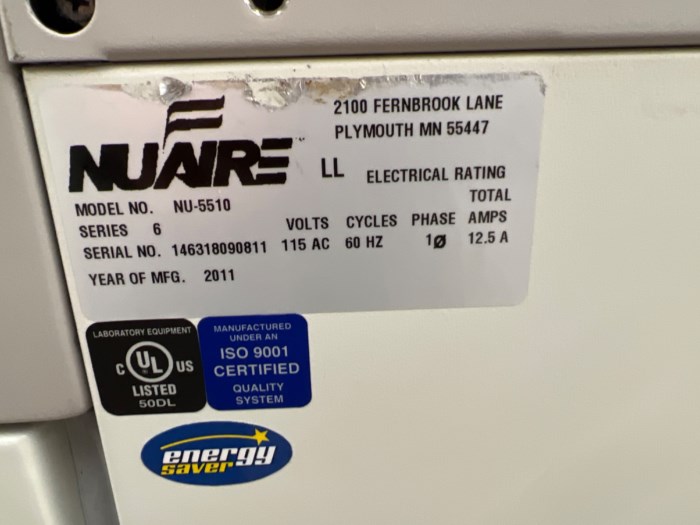 NUAIRE™
2100 FERNBROOK LANE
PLYMOUTH MN 55447
LL ELECTRICAL RATING
MODEL NO. NU-5510
SERIES 6
SERIAL NO. 146318090811
YEAR OF MFG. 2011
VOLTS CYCLES PHASE TOTAL AMPS
115 AC 60 HZ 1Ø 12.5 A
LABORATORY EQUIPMENT
C UL US
LISTED
50DL
MANUFACTURED
UNDER AN
ISO 9001
CERTIFIED
QUALITY
SYSTEM
energy
saver